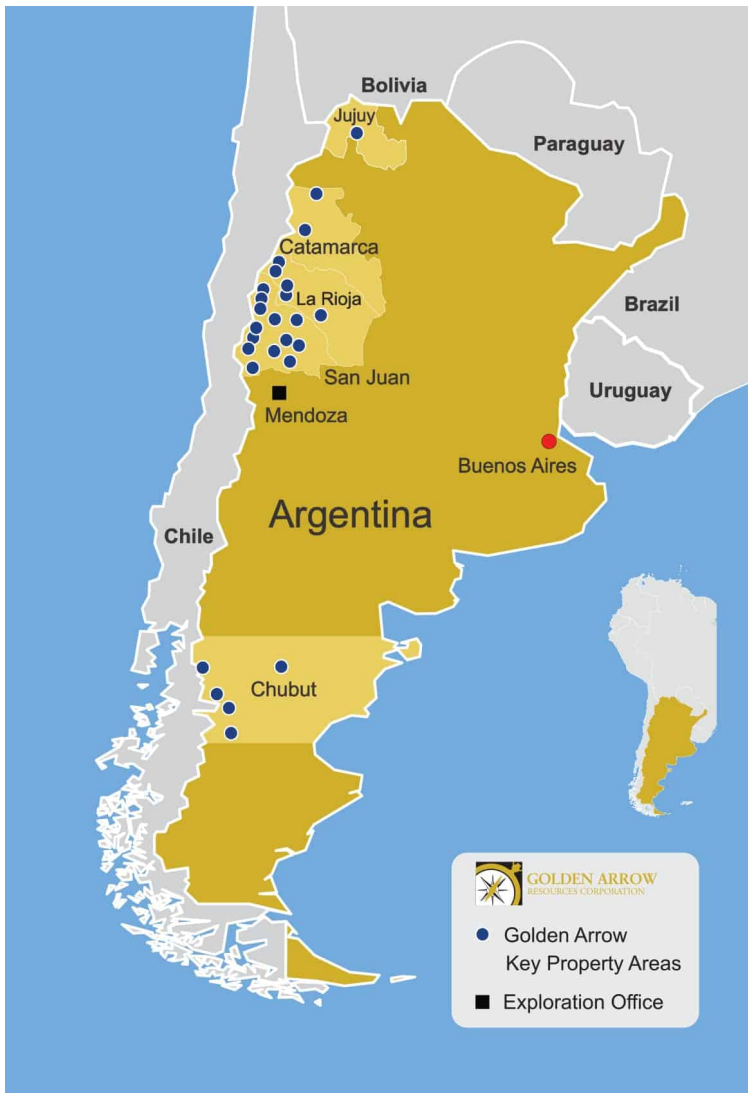 Bolivia
Jujuy
Paraguay
Catamarca
La Rioja
Brazil
San Juan
Uruguay
Mendoza
Buenos Aires
Argentina
Chile
Chubut
GOLDEN ARROW
RESOURCES CORPORATION
Golden Arrow
Key Property Areas
Exploration Office